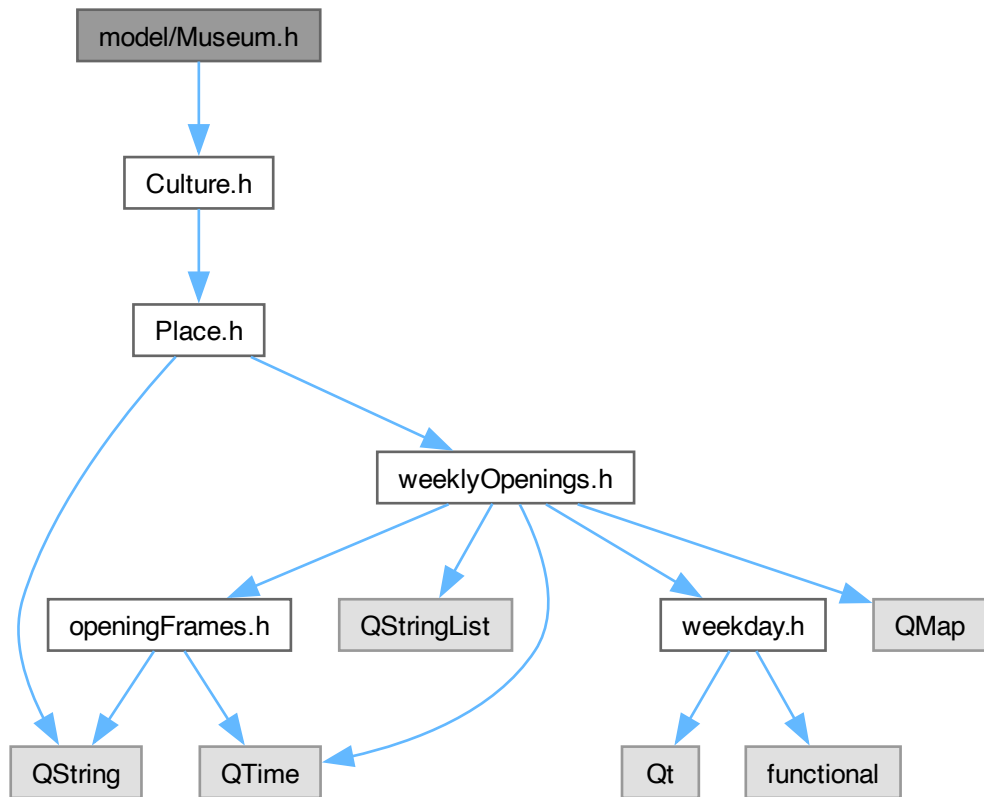 model/Museum.h
Culture.h
Place.h
weeklyOpenings.h
openingFrames.h
QStringList
weekday.h
QMap
QString
QTime
Qt
functional